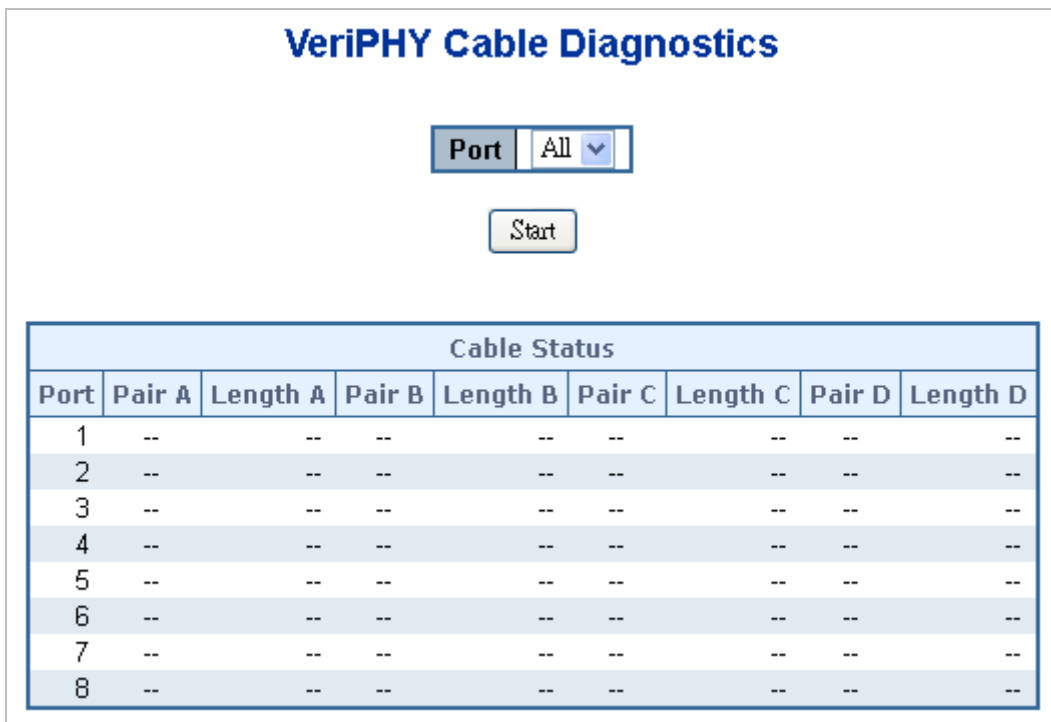 VeriPHY Cable Diagnostics
Port All
Start
Cable Status
Port Pair A Length A Pair B Length B Pair C Length C Pair D Length D
1 -- -- -- -- -- -- -- --
2 -- -- -- -- -- -- -- --
3 -- -- -- -- -- -- -- --
4 -- -- -- -- -- -- -- --
5 -- -- -- -- -- -- -- --
6 -- -- -- -- -- -- -- --
7 -- -- -- -- -- -- -- --
8 -- -- -- -- -- -- -- --